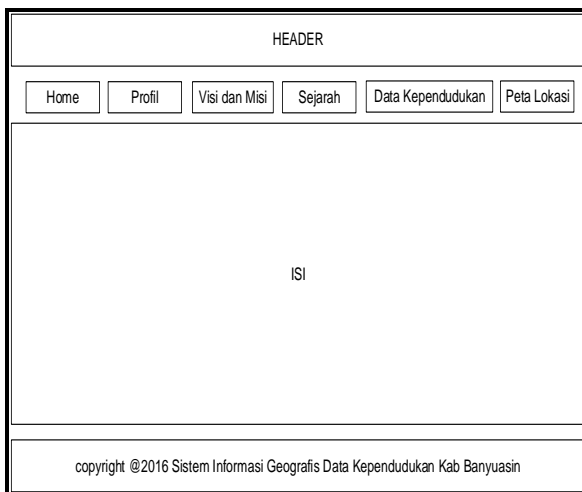 HEADER
Home Profil Visi dan Misi Sejarah Data Kependudukan Peta Lokasi
ISI
copyright @2016 Sistem Informasi Geografis Data Kependudukan Kab Banyuasin